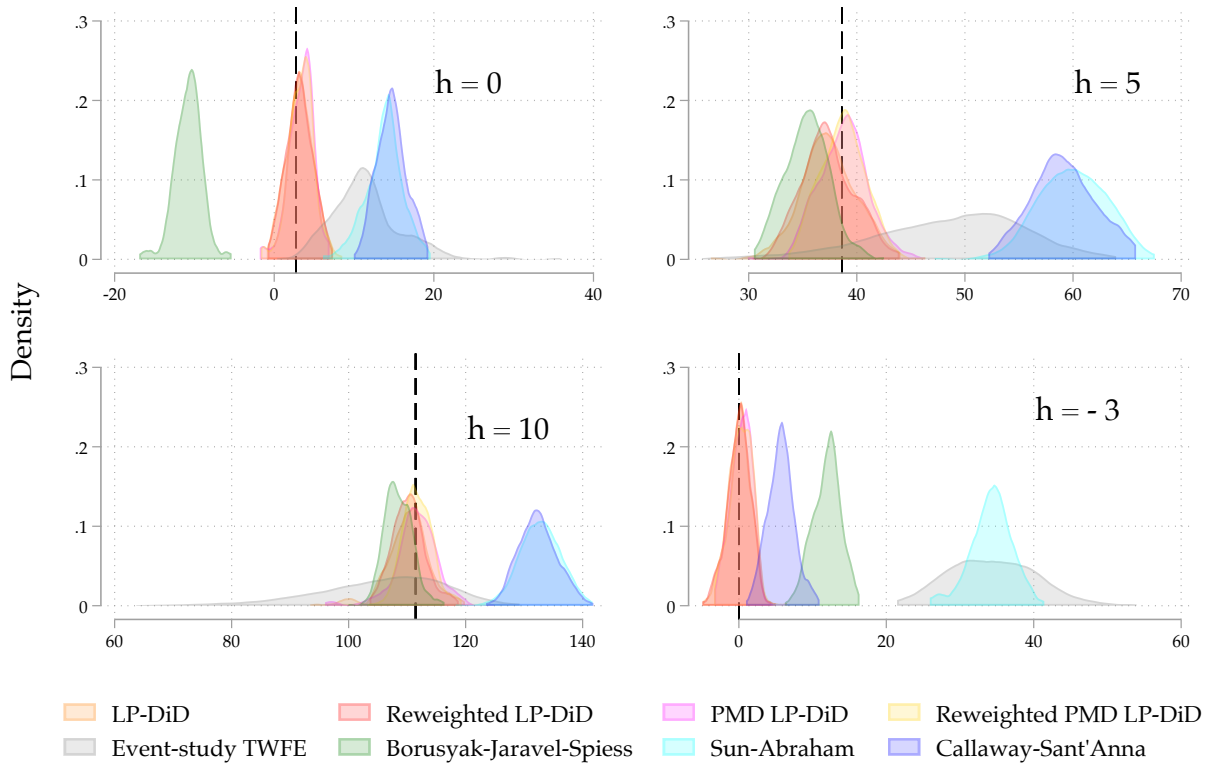 Density
.3
.2
.1
0
-20
0
20
40
h = 0
.3
.2
.1
0
30
40
50
60
70
h = 5
.3
.2
.1
0
60
80
100
120
140
h = 10
.3
.2
.1
0
0
20
40
60
h = - 3
LP-DiD
Reweighted LP-DiD
PMD LP-DiD
Reweighted PMD LP-DiD
Event-study TWFE
Borusyak-Jaravel-Spiess
Sun-Abraham
Callaway-Sant'Anna